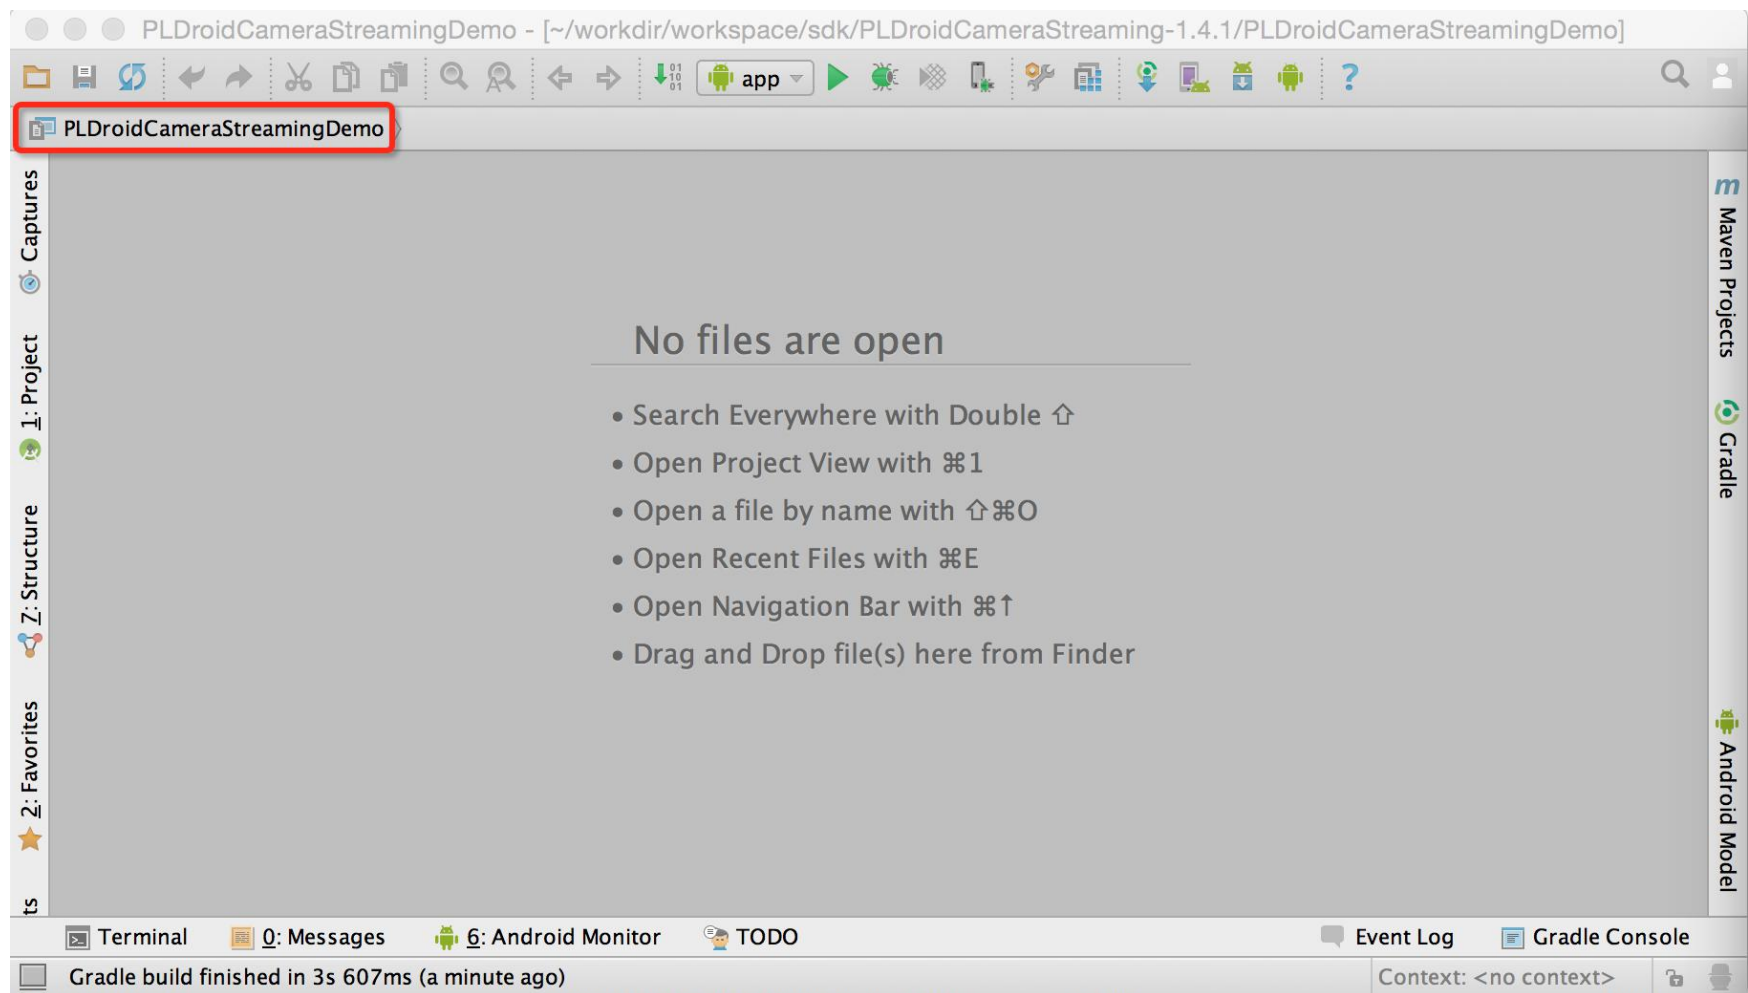 PLDroidCameraStreamingDemo - [~/workdir/workspace/sdk/PLDroidCameraStreaming-1.4.1/PLDroidCameraStreamingDemo]
app
?
PLDroidCameraStreamingDemo
Captures
1: Project
Z: Structure
2: Favorites
ts
No files are open
• Search Everywhere with Double ⇧
• Open Project View with ⌘1
• Open a file by name with ⇧⌘O
• Open Recent Files with ⌘E
• Open Navigation Bar with ⌘↑
• Drag and Drop file(s) here from Finder
m Maven Projects
Gradle
Android Model
Terminal 0: Messages 6: Android Monitor TODO Event Log Gradle Console
Gradle build finished in 3s 607ms (a minute ago) Context: <no context>